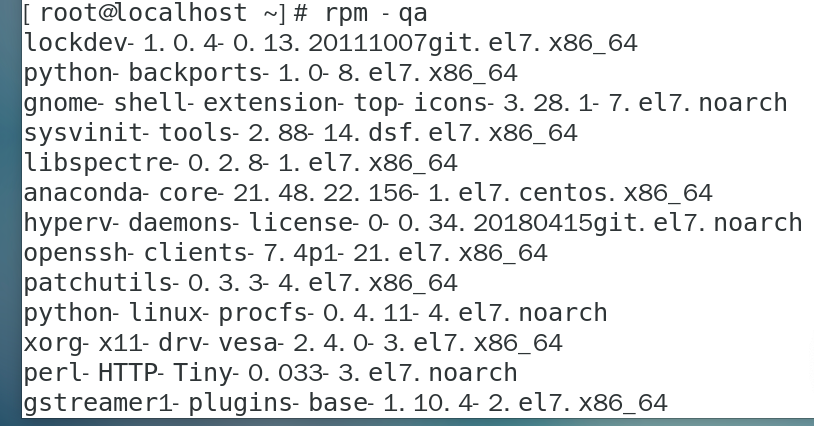 [root@localhost ~]# rpm -qa
lockdev-1.0.4-0.13.20111007git.el7.x86_64
python-backports-1.0-8.el7.x86_64
gnome-shell-extension-top-icons-3.28.1-7.el7.noarch
sysvinit-tools-2.88-14.dsf.el7.x86_64
libspectre-0.2.8-1.el7.x86_64
anaconda-core-21.48.22.156-1.el7.centos.x86_64
hyperv-daemons-license-0-0.34.20180415git.el7.noarch
openssh-clients-7.4p1-21.el7.x86_64
patchutils-0.3.3-4.el7.x86_64
python-linux-procfs-0.4.11-4.el7.noarch
xorg-x11-drv-vesa-2.4.0-3.el7.x86_64
perl-HTTP-Tiny-0.033-3.el7.noarch
gstreamer1-plugins-base-1.10.4-2.el7.x86_64